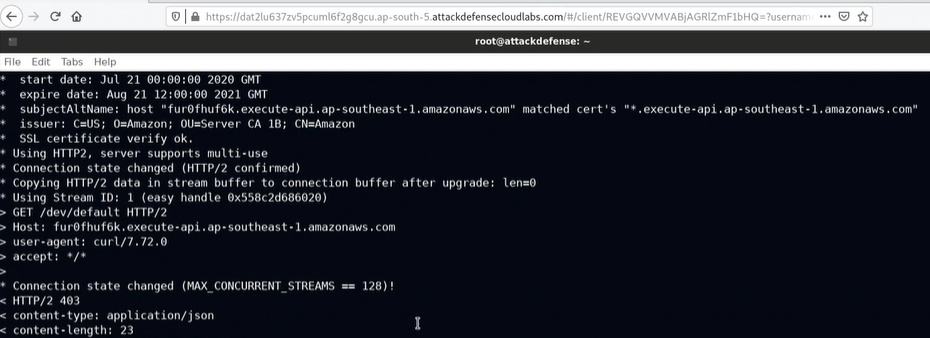 https://dat2lu637zv5pcuml6f2g8gcu.ap-south-5.attackdefensecloudlabs.com/#/client/REVGQVVMVABjAGRlZmF1bHQ=?usernam
root@attackdefense: ~
File Edit Tabs Help
*  start date: Jul 21 00:00:00 2020 GMT
*  expire date: Aug 21 12:00:00 2021 GMT
*  subjectAltName: host "fur0fhuf6k.execute-api.ap-southeast-1.amazonaws.com" matched cert's "*.execute-api.ap-southeast-1.amazonaws.com"
*  issuer: C=US; O=Amazon; OU=Server CA 1B; CN=Amazon
*  SSL certificate verify ok.
* Using HTTP2, server supports multi-use
* Connection state changed (HTTP/2 confirmed)
* Copying HTTP/2 data in stream buffer to connection buffer after upgrade: len=0
* Using Stream ID: 1 (easy handle 0x558c2d686020)
> GET /dev/default HTTP/2
> Host: fur0fhuf6k.execute-api.ap-southeast-1.amazonaws.com
> user-agent: curl/7.72.0
> accept: */*
>
* Connection state changed (MAX_CONCURRENT_STREAMS == 128)!
< HTTP/2 403
< content-type: application/json
< content-length: 23